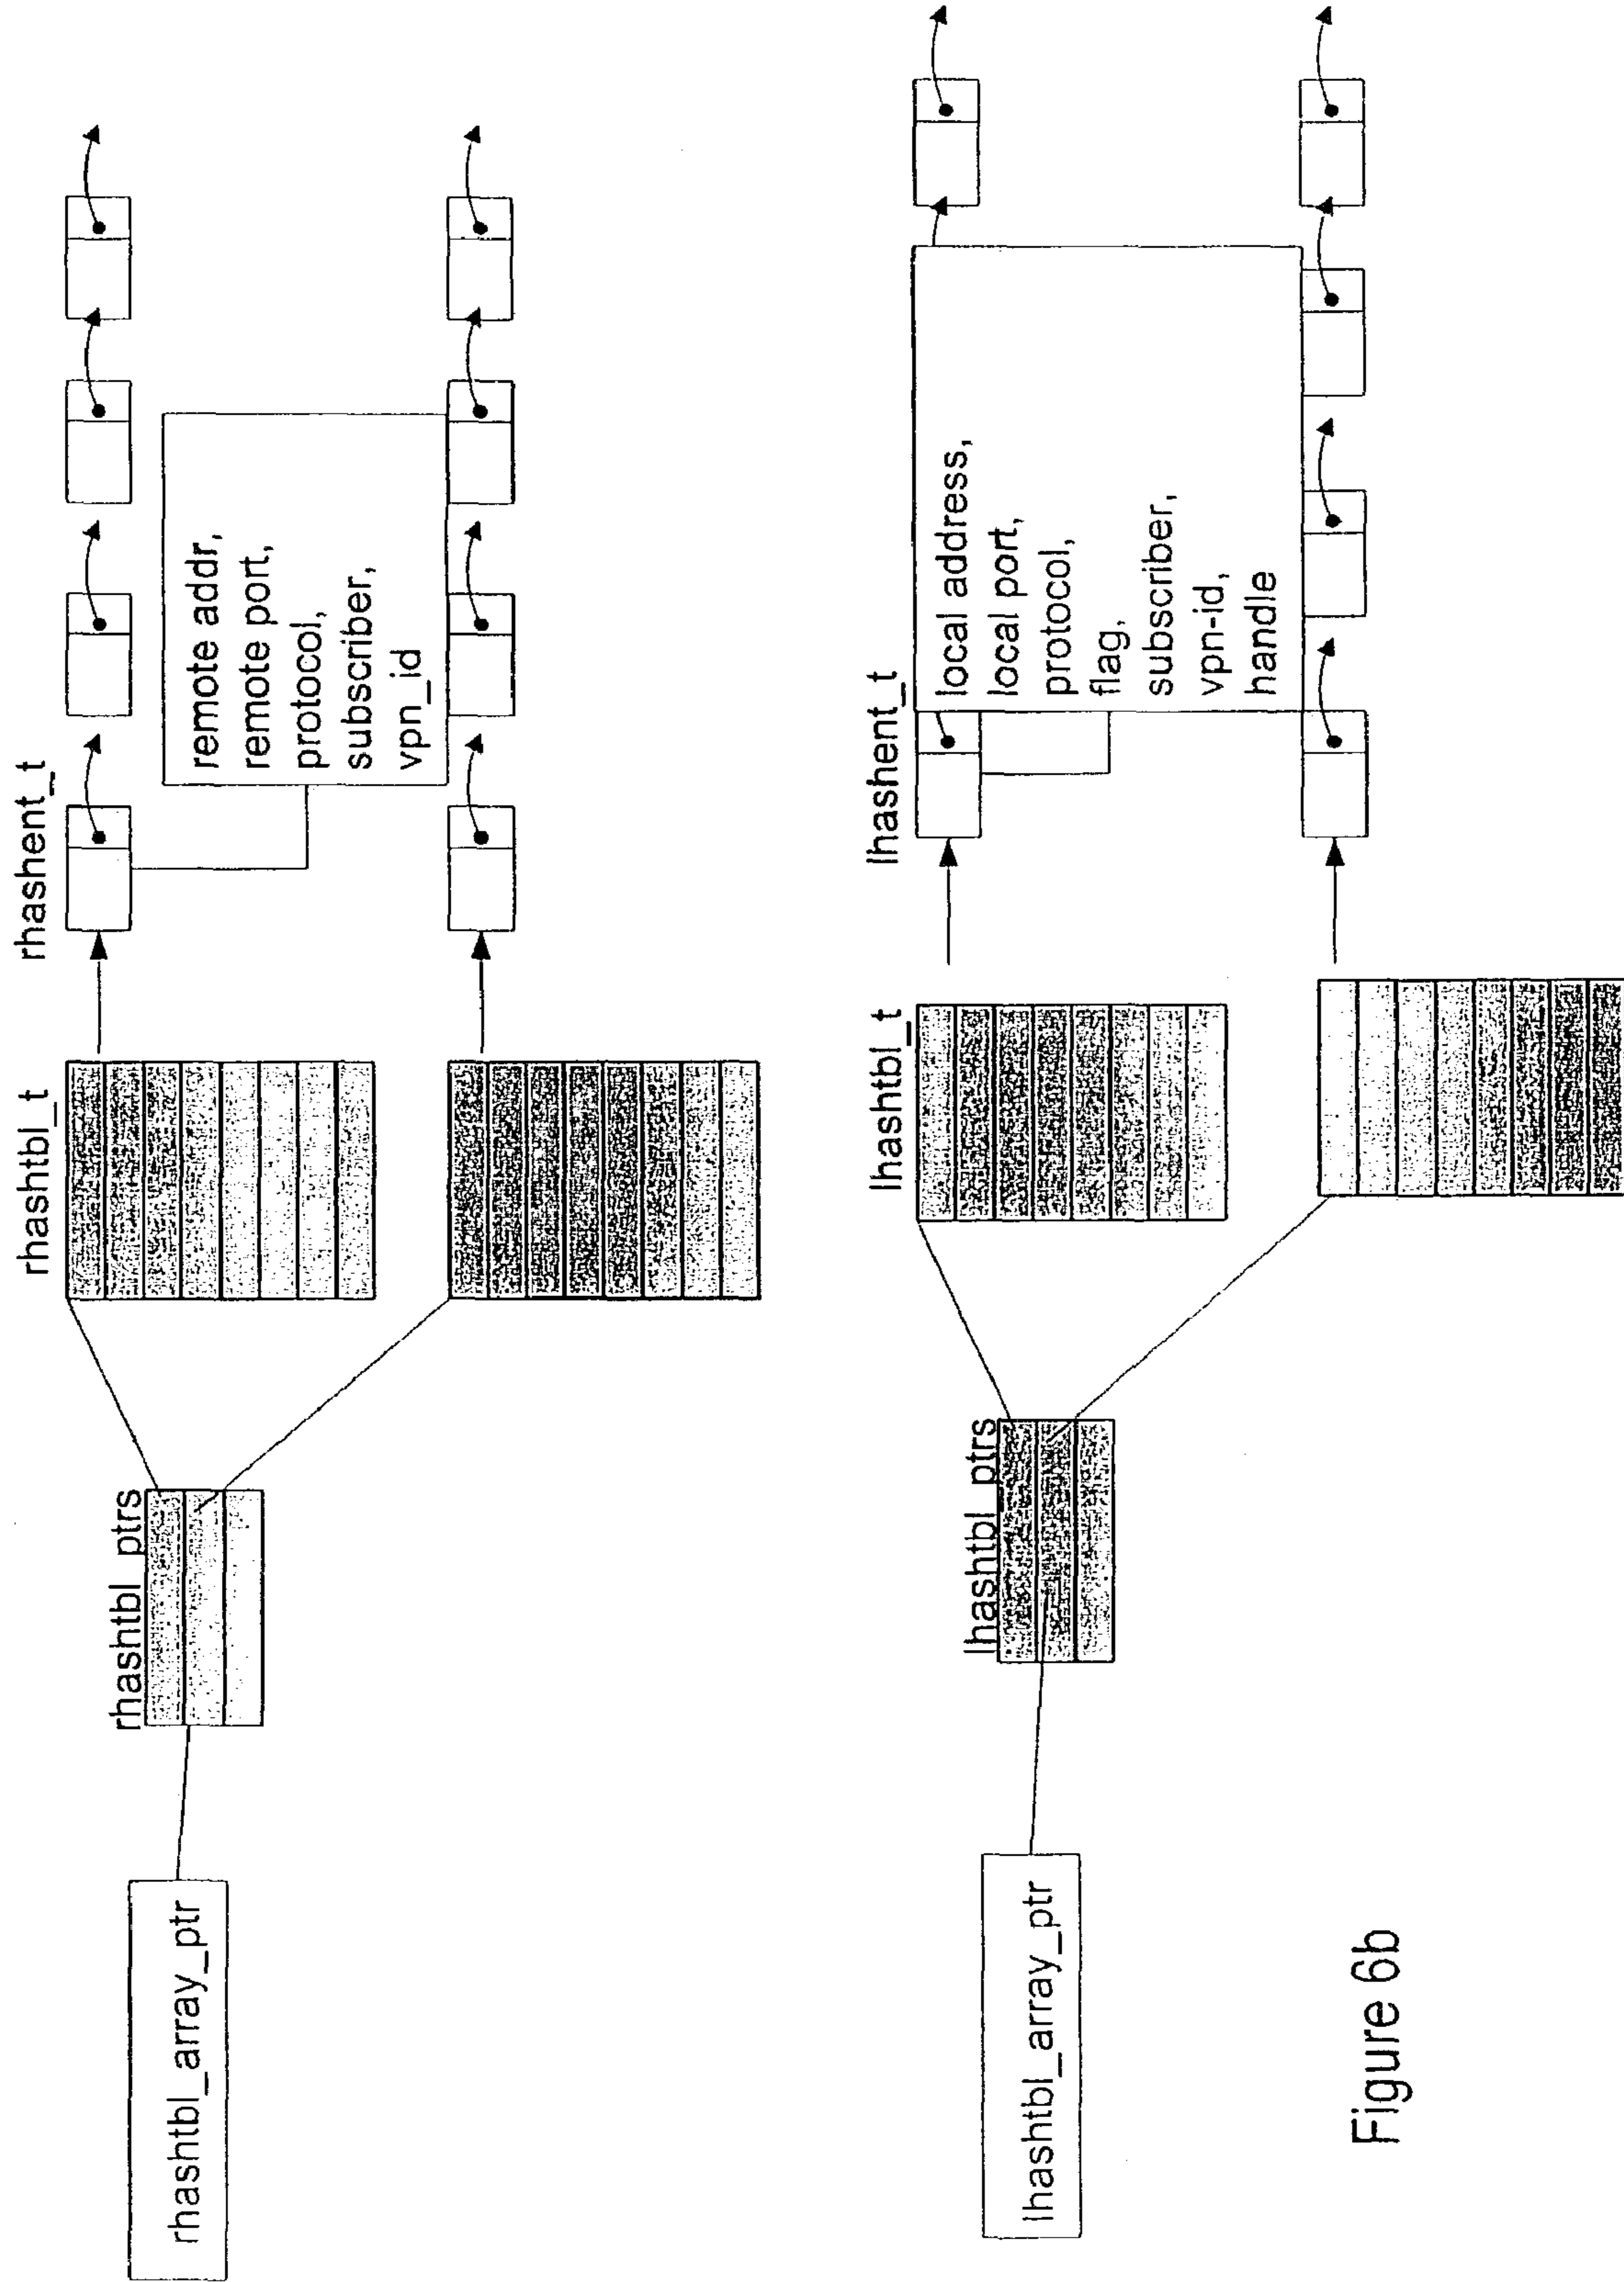 rhashtbl_array_ptr
rhashtbl_ptrs
rhashtbl_t
rhashent_t
remote addr,
remote port,
protocol,
subscriber,
vpn_id
lhashtbl_array_ptr
lhashtbl_ptrs
lhashtbl_t
lhashent_t
local address,
local port,
protocol,
flag,
subscriber,
vpn-id,
handle
Figure 6b